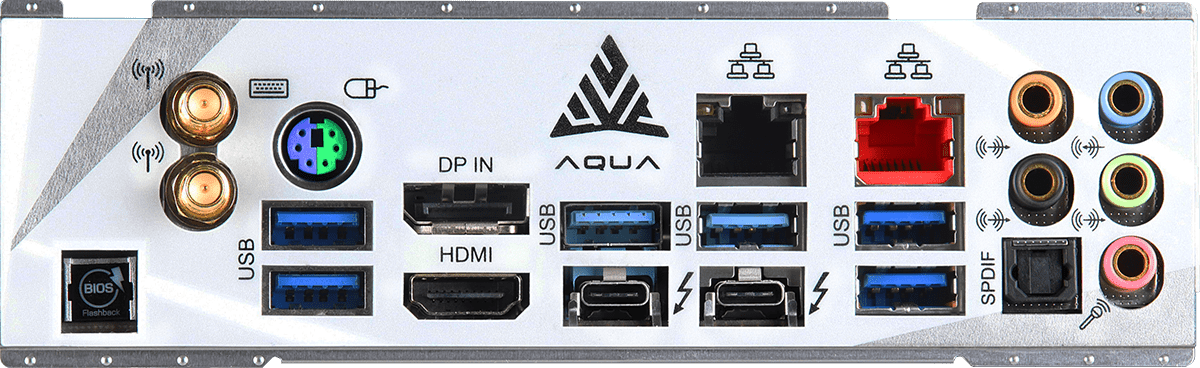 AQUA
DP IN
HDMI
USB
USB
USB
USB
BIOS
Flashback
SPDIF